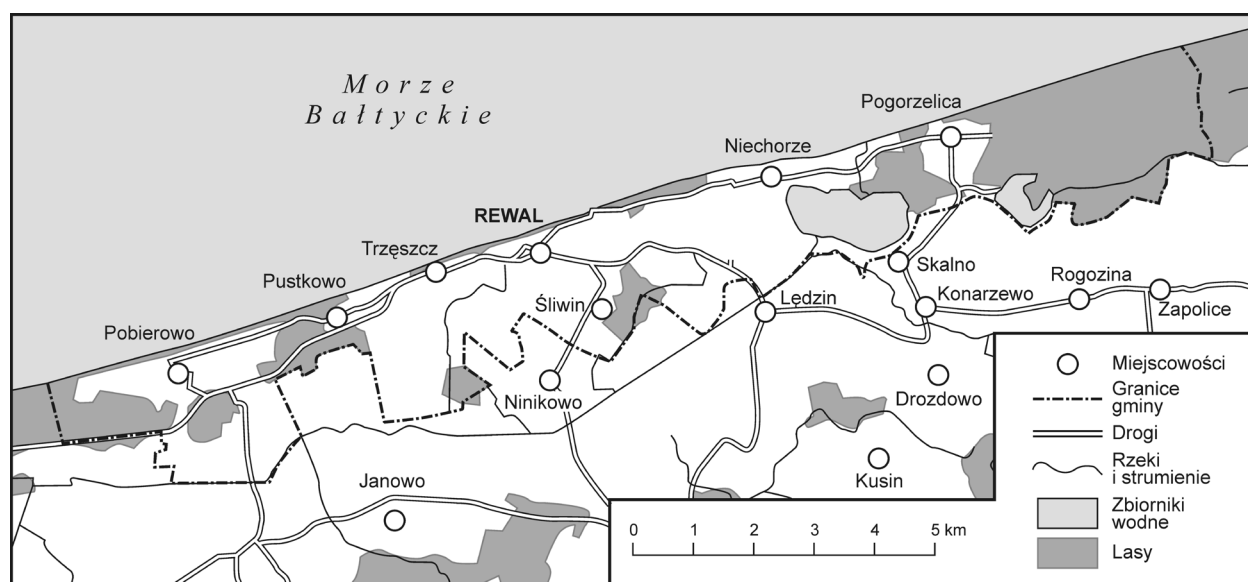 Morze
Bałtyckie
Pogorzelica
Niechorze
REWAL
Trzęszcz
Pustkowo
Pobierowo
Śliwin
Lędzin
Skalno
Konarzewo
Rogozina
Zapolice
Ninikowo
Drozdowo
Janowo
Kusin
Miejscowości
Granice
gminy
Drogi
Rzeki
i strumienie
Zbiorniki
wodne
Lasy
0 1 2 3 4 5 km